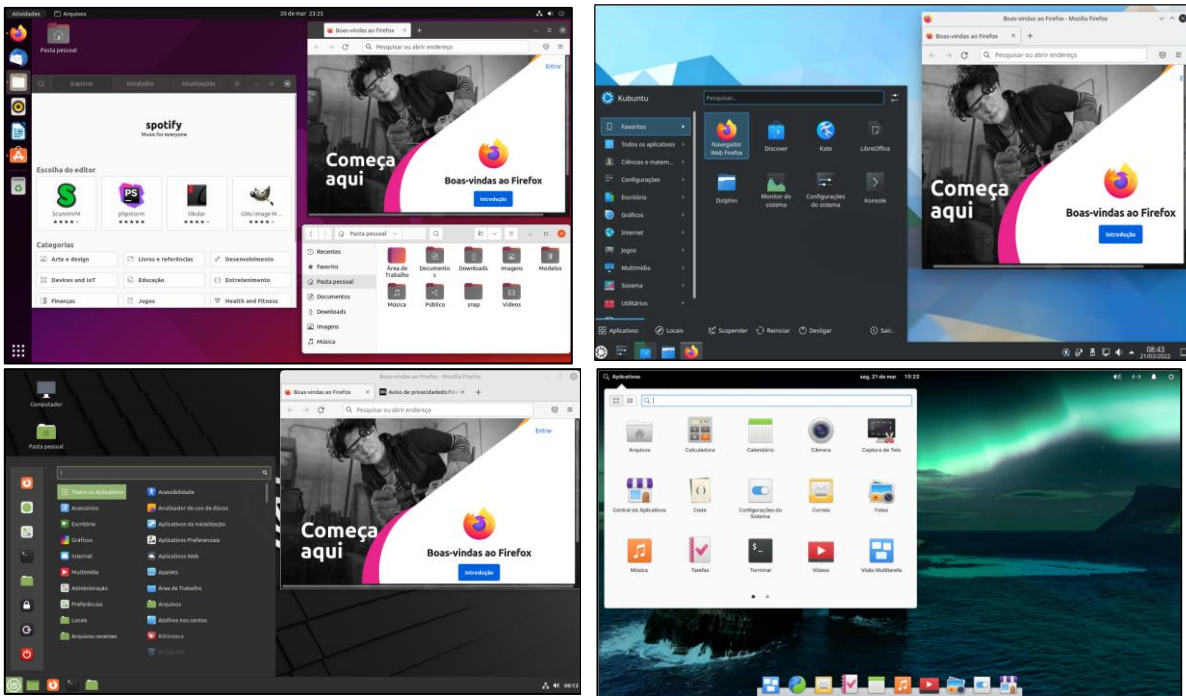 Atividades Arquivos 20 de mar 23:25
Pasta pessoal
Explorar Instalados Atualizações
spotify
Music for everyone
Escolha do editor
ScummVM phpstorm Okular GNU Image M...
Categorias
Arte e design Livros e referências Desenvolvimento
Devices and IoT Educação Entretenimento
Finanças Jogos Health and Fitness
Boas-vindas ao Firefox
Pesquisar ou abrir endereço
Entrar
Começa
aqui
Boas-vindas ao Firefox
Introdução
Pasta pessoal
Recentes
Favorito
Pasta pessoal
Documentos
Downloads
Imagens
Música
Área de
Trabalho
Documento
s
Downloads
Imagens
Modelos
Música Público snap Vídeos
Boas-vindas ao Firefox - Mozilla Firefox
Boas-vindas ao Firefox
Pesquisar ou abrir endereço
Começa
aqui
Boas-vindas ao Firefox
Introdução
Kubuntu
Pesquisar...
Favoritos
Todos os aplicativos
Ciências e matem...
Configurações
Escritório
Gráficos
Internet
Jogos
Multimídia
Sistema
Utilitários
Navegador
Web Firefox
Discover
Kate
LibreOffice
Dolphin
Monitor do
sistema
Configurações
do sistema
Konsole
Aplicativos Locais Suspender Reiniciar Desligar Sair...
08:43
21/03/2022
Computador
Pasta pessoal
Todos os Aplicativos
Acessórios
Escritório
Gráficos
Internet
Multimídia
Administração
Preferências
Locais
Arquivos recentes
Acessibilidade
Analisador de uso de discos
Aplicativos da inicialização
Aplicativos Preferenciais
Aplicativos Web
Applets
Área de Trabalho
Arquivos
Atalhos nos cantos
Biblioteca
Boas-vindas ao Firefox - Mozilla Firefox
Boas-vindas ao Firefox
Pesquisar ou abrir endereço
Entrar
Começa
aqui
Boas-vindas ao Firefox
Introdução
Aplicativos seg, 21 de mar 15:22
Arquivos Calculadora Calendário Câmera Captura de Tela
Central de Aplicativos Code Configurações do
Sistema
Correio Fotos
Música Tarefas Terminal Vídeos Visão Multitarefa